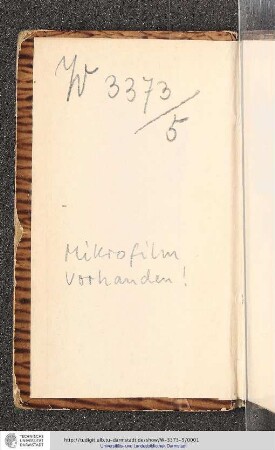 W 3373/5
Mikrofilm
vorhanden!
TECHNISCHE
UNIVERSITÄT
DARMSTADT
http://tudigit.ulb.tu-darmstadt.de/show/W-3373-5/0001
Universitäts- und Landesbibliothek Darmstadt